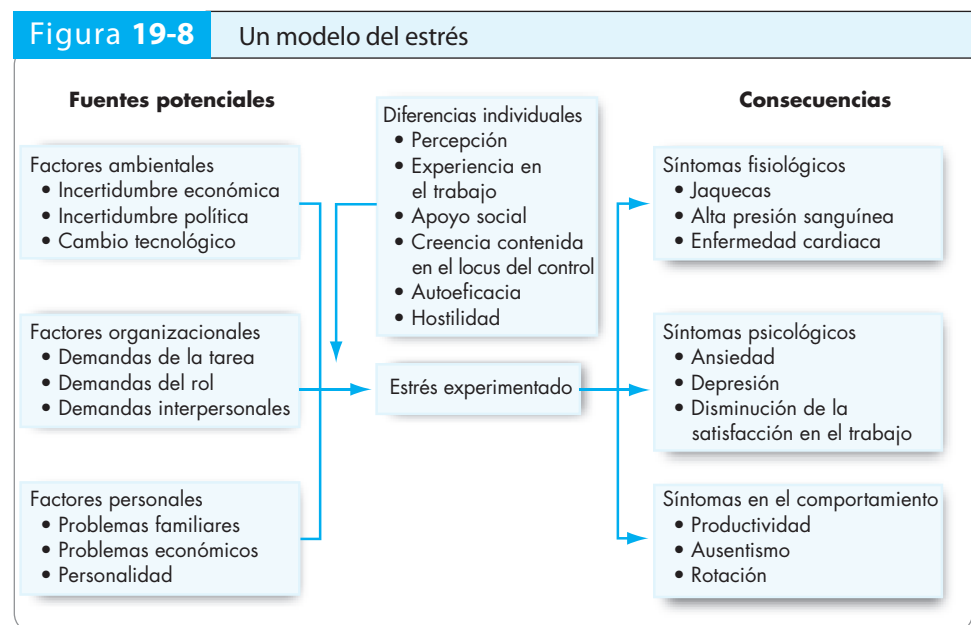 Figura 19-8
Un modelo del estrés
Fuentes potenciales
Factores ambientales
• Incertidumbre económica
• Incertidumbre política
• Cambio tecnológico
Factores organizacionales
• Demandas de la tarea
• Demandas del rol
• Demandas interpersonales
Factores personales
• Problemas familiares
• Problemas económicos
• Personalidad
Diferencias individuales
• Percepción
• Experiencia en
el trabajo
• Apoyo social
• Creencia contenida
en el locus del control
• Autoeficacia
• Hostilidad
Estrés experimentado
Consecuencias
Síntomas fisiológicos
• Jaquecas
• Alta presión sanguínea
• Enfermedad cardiaca
Síntomas psicológicos
• Ansiedad
• Depresión
• Disminución de la
satisfacción en el trabajo
Síntomas en el comportamiento
• Productividad
• Ausentismo
• Rotación